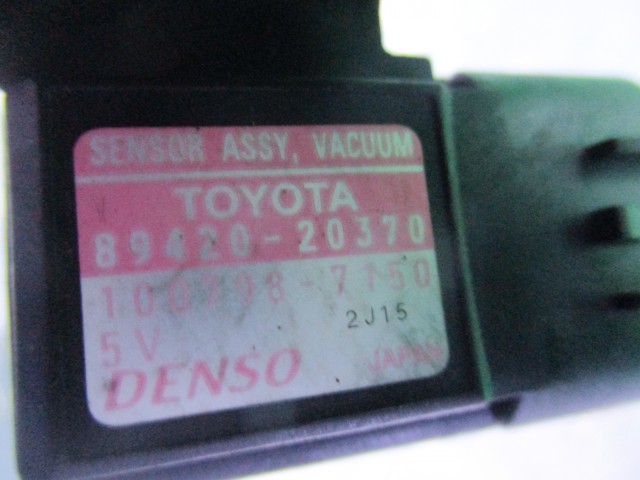 SENSOR ASSY, VACUUM
TOYOTA
89420-20370
100798-7150
5V 2J15
DENSO JAPAN